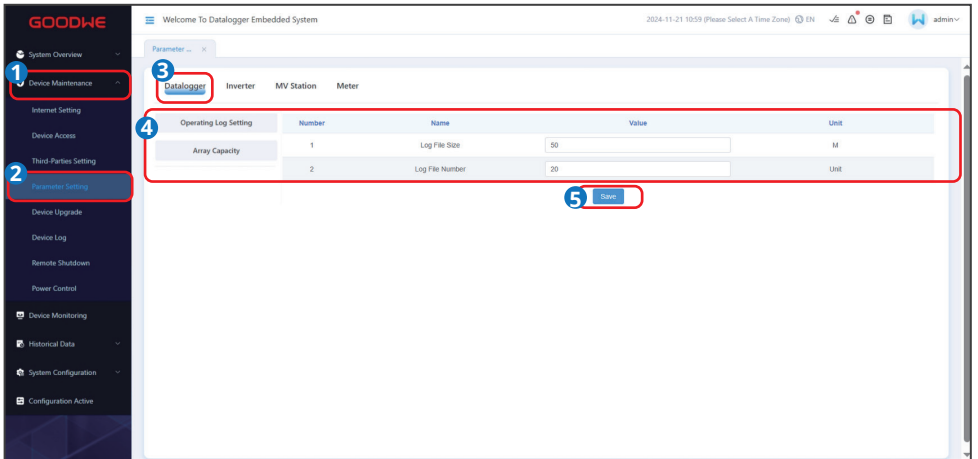 GOODWE
Welcome To Datalogger Embedded System
2024-11-21 10:59 (Please Select A Time Zone) EN
admin
System Overview
Parameter ... ×
1
Device Maintenance
Internet Setting
Device Access
Third-Parties Setting
2
Parameter Setting
Device Upgrade
Device Log
Remote Shutdown
Power Control
Device Monitoring
Historical Data
System Configuration
Configuration Active
3
Datalogger Inverter MV Station Meter
4
Operating Log Setting
Array Capacity
Number Name Value Unit
1 Log File Size 50 M
2 Log File Number 20 Unit
5
Save